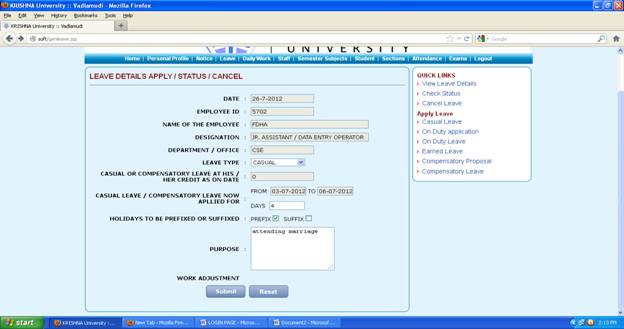 KRISHNA University :: Vadlamudi - Mozilla Firefox
File Edit View History Bookmarks Tools Help
KRISHNA University :: Vadlamudi +
soft/genleave.jsp
Google
UNIVERSITY
Home | Personal Profile | Notice | Leave | Daily Work | Staff | Semester Subjects | Student | Sections | Attendance | Exams | Logout
LEAVE DETAILS APPLY / STATUS / CANCEL
DATE : 26-7-2012
EMPLOYEE ID : 5702
NAME OF THE EMPLOYEE : FDHA
DESIGNATION : JR. ASSISTANT / DATA ENTRY OPERATOR
DEPARTMENT / OFFICE : CSE
LEAVE TYPE : CASUAL
CASUAL OR COMPENSATORY LEAVE AT HIS /
HER CREDIT AS ON DATE : 0
CASUAL LEAVE / COMPENSATORY LEAVE NOW
APLLIED FOR : FROM 03-07-2012 TO 06-07-2012
DAYS 4
HOLIDAYS TO BE PREFIXED OR SUFFIXED : PREFIX SUFFIX
PURPOSE : attending marriage
WORK ADJUSTMENT
Submit Reset
QUICK LINKS
View Leave Details
Check Status
Cancel Leave
Apply Leave
Casual Leave
On Duty application
On Duty Leave
Earned Leave
Compensatory Proposal
Compensatory Leave
start KRISHNA University :... New Tab - Mozilla Fire... LOGIN PAGE - Micros... Document2 - Microsof... 2:13 PM